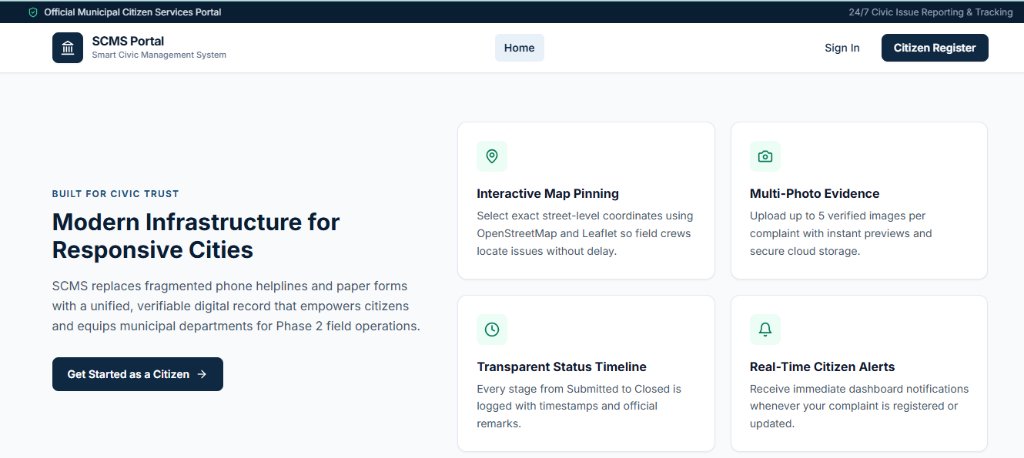 Official Municipal Citizen Services Portal
24/7 Civic Issue Reporting & Tracking
SCMS Portal
Smart Civic Management System
Home
Sign In
Citizen Register
BUILT FOR CIVIC TRUST
Modern Infrastructure for
Responsive Cities
SCMS replaces fragmented phone helplines and paper forms
with a unified, verifiable digital record that empowers citizens
and equips municipal departments for Phase 2 field operations.
Get Started as a Citizen →
Interactive Map Pinning
Select exact street-level coordinates using
OpenStreetMap and Leaflet so field crews
locate issues without delay.
Multi-Photo Evidence
Upload up to 5 verified images per
complaint with instant previews and
secure cloud storage.
Transparent Status Timeline
Every stage from Submitted to Closed is
logged with timestamps and official
remarks.
Real-Time Citizen Alerts
Receive immediate dashboard notifications
whenever your complaint is registered or
updated.